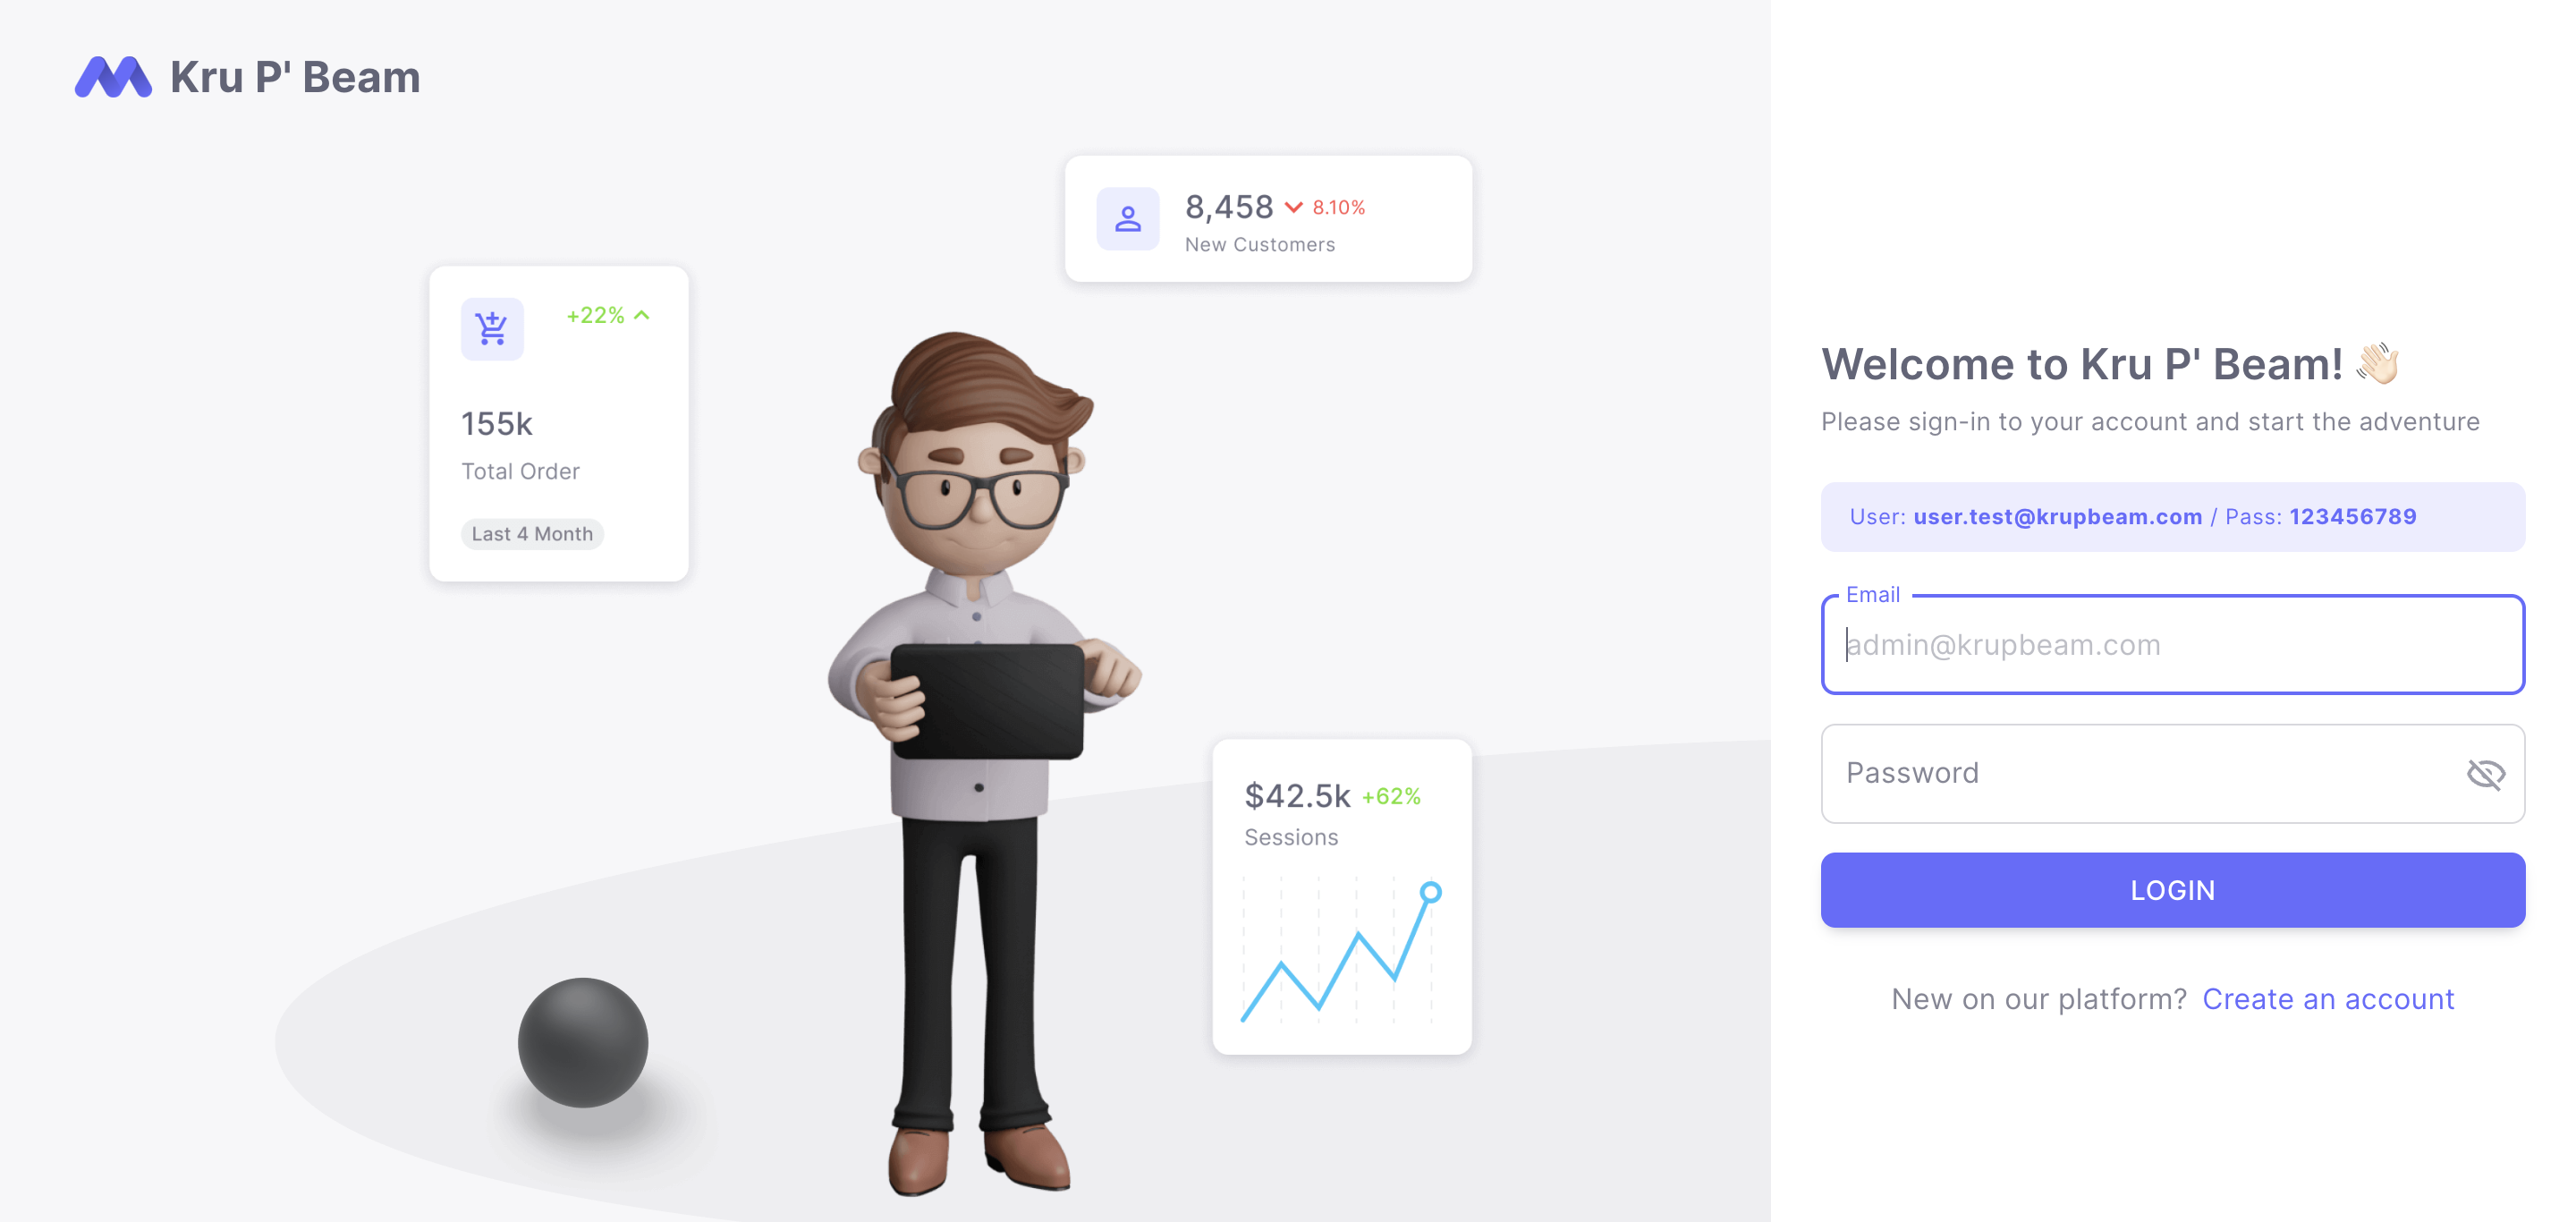 Kru P' Beam
8,458 8.10%
New Customers
+22%
155k
Total Order
Last 4 Month
$42.5k +62%
Sessions
Welcome to Kru P' Beam! 👋🏻
Please sign-in to your account and start the adventure
User: user.test@krupbeam.com / Pass: 123456789
Email
admin@krupbeam.com
Password
LOGIN
New on our platform? Create an account